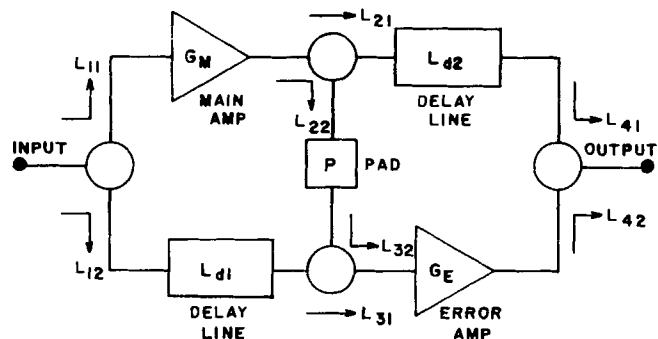 L21
L11
GM
Ld2
MAIN
AMP
DELAY
LINE
L22
L41
INPUT
OUTPUT
P
PAD
L12
Ld1
L32
GE
L42
DELAY
LINE
L31
ERROR
AMP